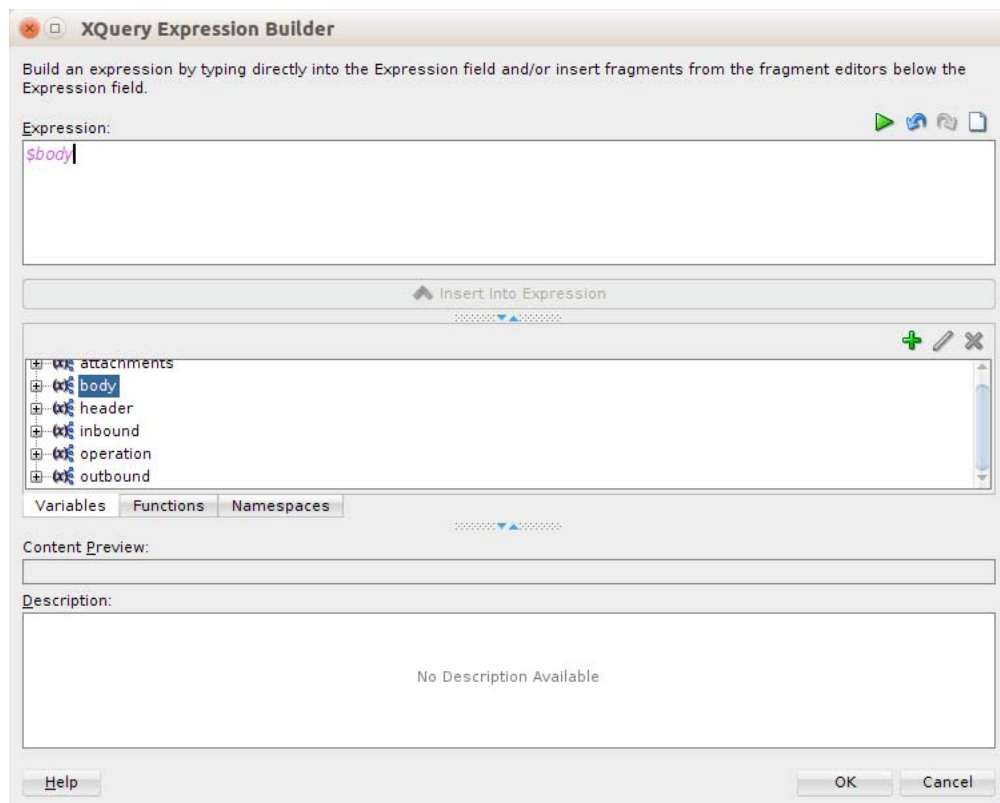 XQuery Expression Builder
Build an expression by typing directly into the Expression field and/or insert fragments from the fragment editors below the
Expression field.
Expression:
$body
Insert Into Expression
attachments
body
header
inbound
operation
outbound
Variables Functions Namespaces
Content Preview:
Description:
No Description Available
Help OK Cancel